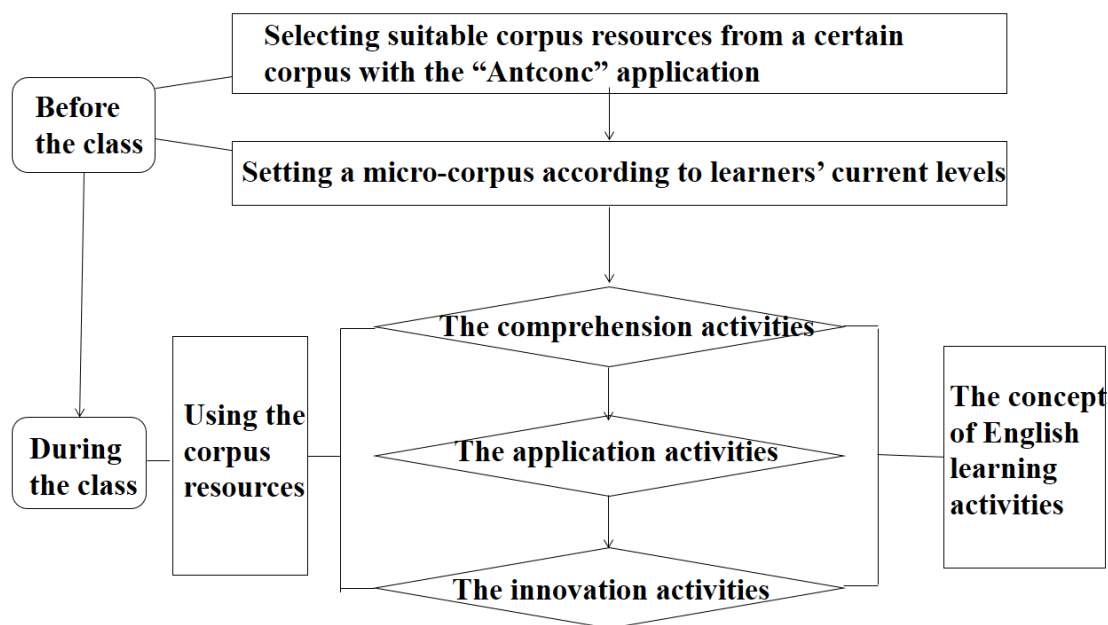 Selecting suitable corpus resources from a certain
corpus with the “Antconc” application
Before
the class
Setting a micro-corpus according to learners’ current levels
The comprehension activities
Using the
corpus
resources
The concept
of English
learning
activities
During
the class
The application activities
The innovation activities